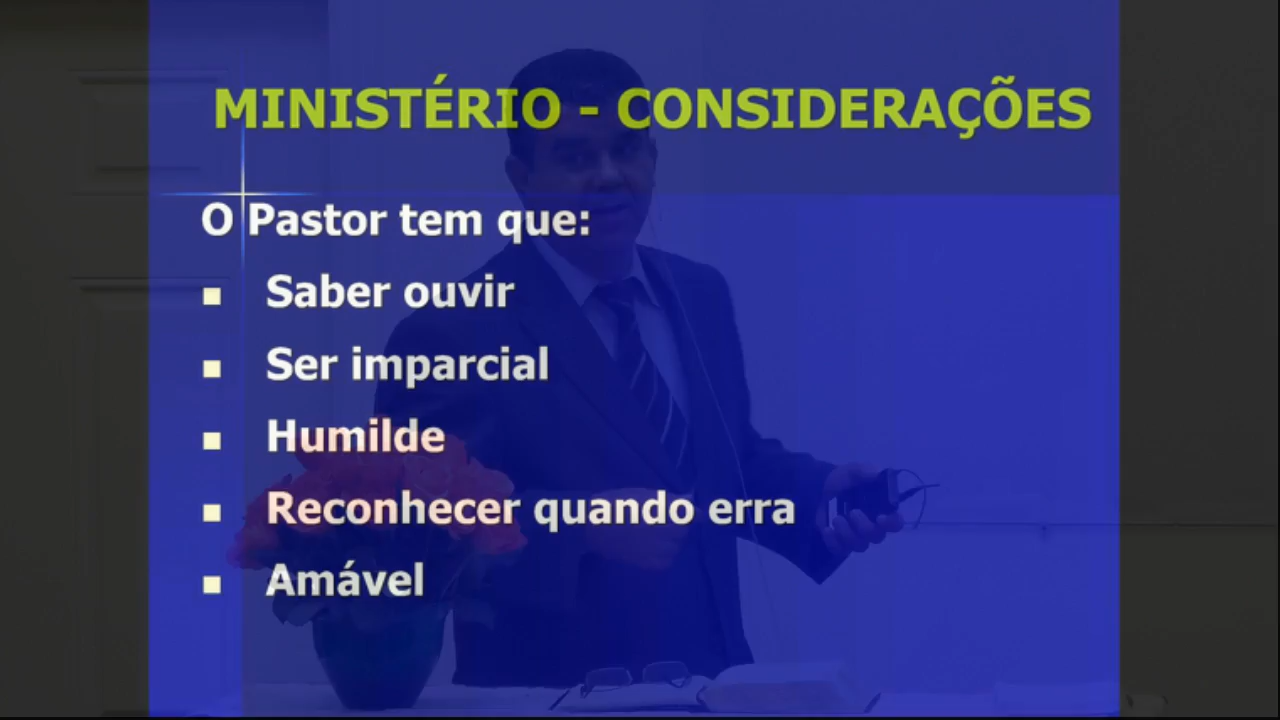 MINISTÉRIO - CONSIDERAÇÕES
O Pastor tem que:
Saber ouvir
Ser imparcial
Humilde
Reconhecer quando erra
Amável